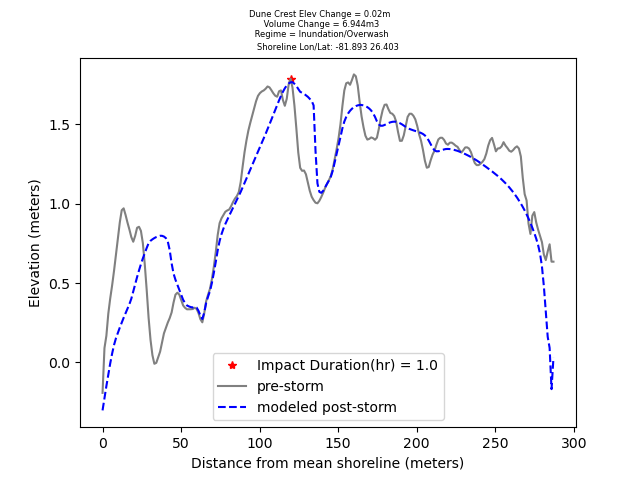 Dune Crest Elev Change = 0.02m
Volume Change = 6.944m3
Regime = Inundation/Overwash
Shoreline Lon/Lat: -81.893 26.403
Elevation (meters)
1.5
1.0
0.5
0.0
Impact Duration(hr) = 1.0
pre-storm
modeled post-storm
0 50 100 150 200 250 300
Distance from mean shoreline (meters)